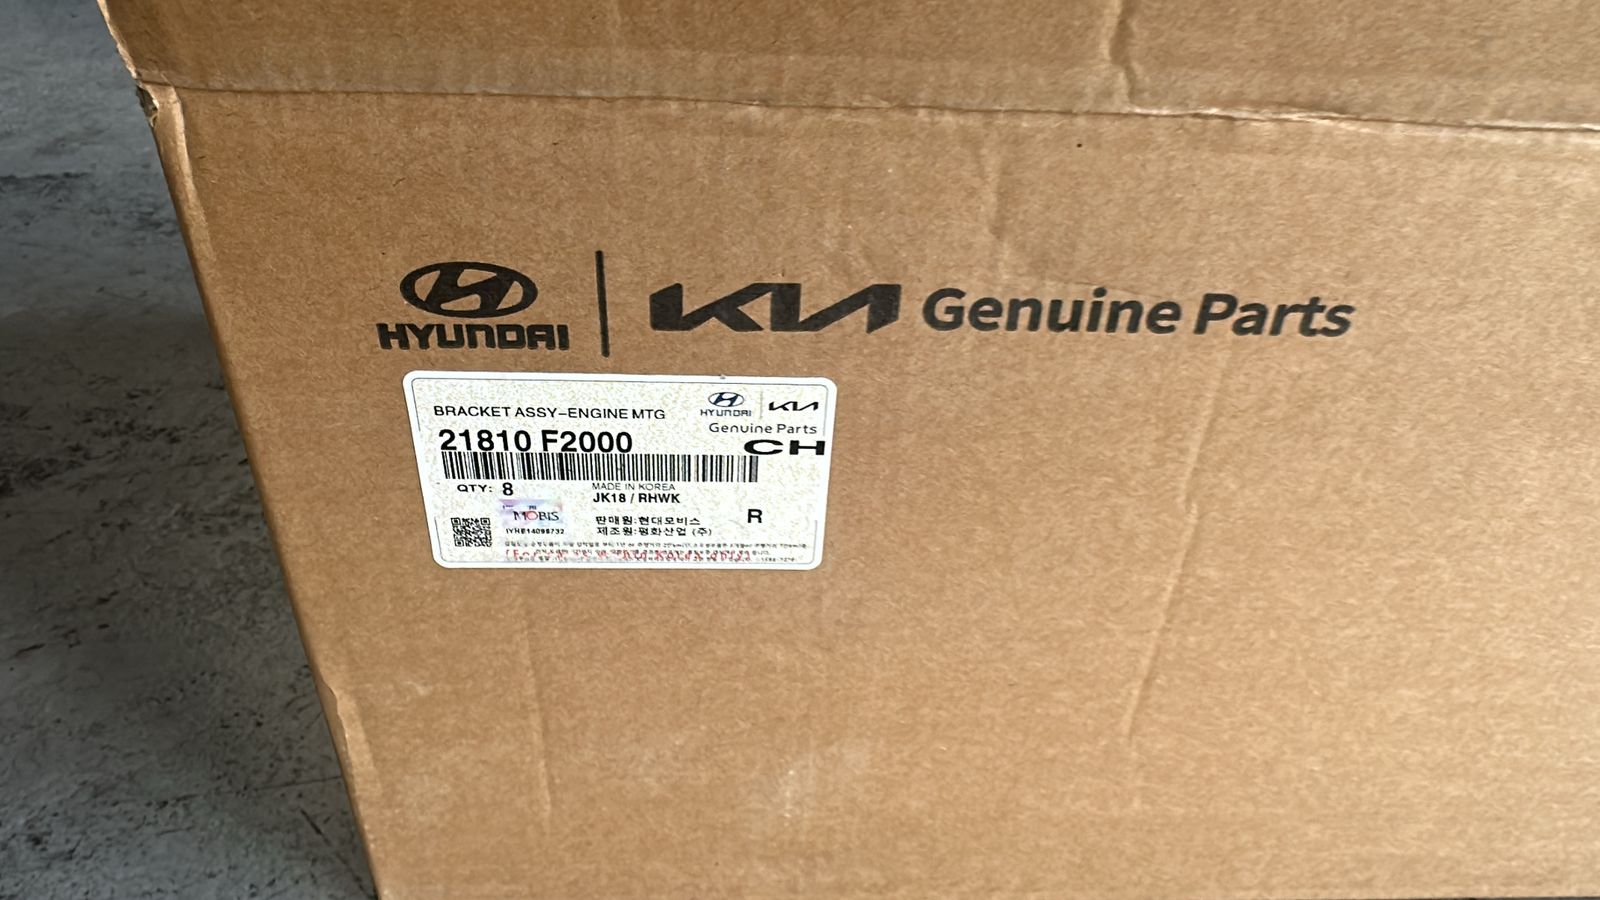 HYUNDAI
KIA Genuine Parts
BRACKET ASSY-ENGINE MTG
HYUNDAI KIA
Genuine Parts
21810 F2000
CH
QTY: 8
MADE IN KOREA
JK18 / RHWK
MOBIS
R
판매원:현대모비스
제조원:평화산업 (주)